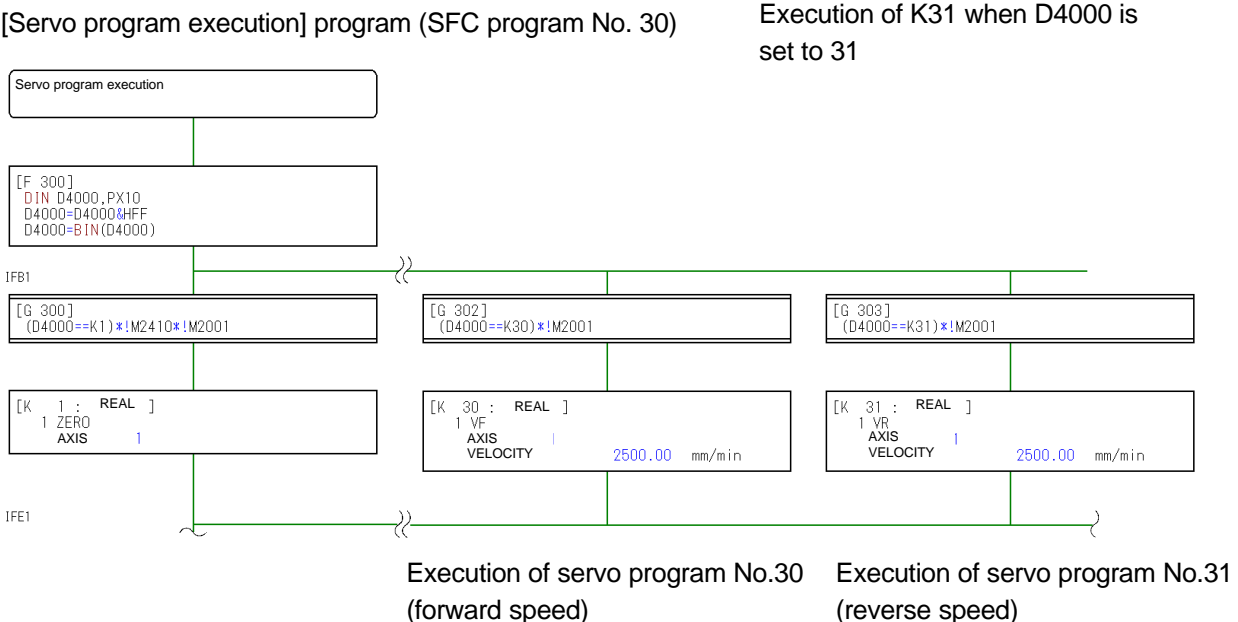 [Servo program execution] program (SFC program No. 30)
Execution of K31 when D4000 is
set to 31
Servo program execution
[F 300]
DIN D4000,PX10
D4000=D4000&HFF
D4000=BIN(D4000)
IFB1
[G 300]
(D4000==K1)*!M2410*!M2001
[G 302]
(D4000==K30)*!M2001
[G 303]
(D4000==K31)*!M2001
[K 1 : REAL ]
1 ZERO
AXIS 1
[K 30 : REAL ]
1 VF
AXIS 1
VELOCITY 2500.00 mm/min
[K 31 : REAL ]
1 VR
AXIS 1
VELOCITY 2500.00 mm/min
IFE1
Execution of servo program No.30
(forward speed)
Execution of servo program No.31
(reverse speed)